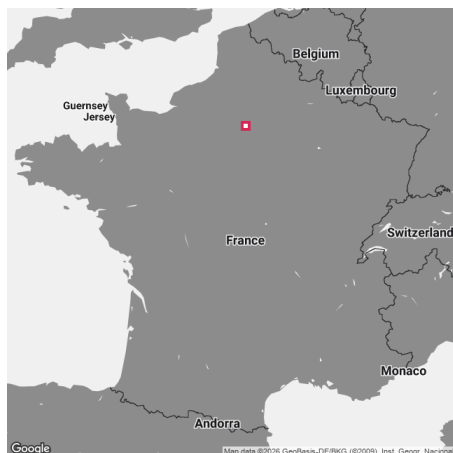 Belgium
Luxembourg
Guernsey
Jersey
Switzerland
France
Monaco
Andorra
Google
Map data ©2026 GeoBasis-DE/BKG (©2009), Inst. Geogr. Nacional